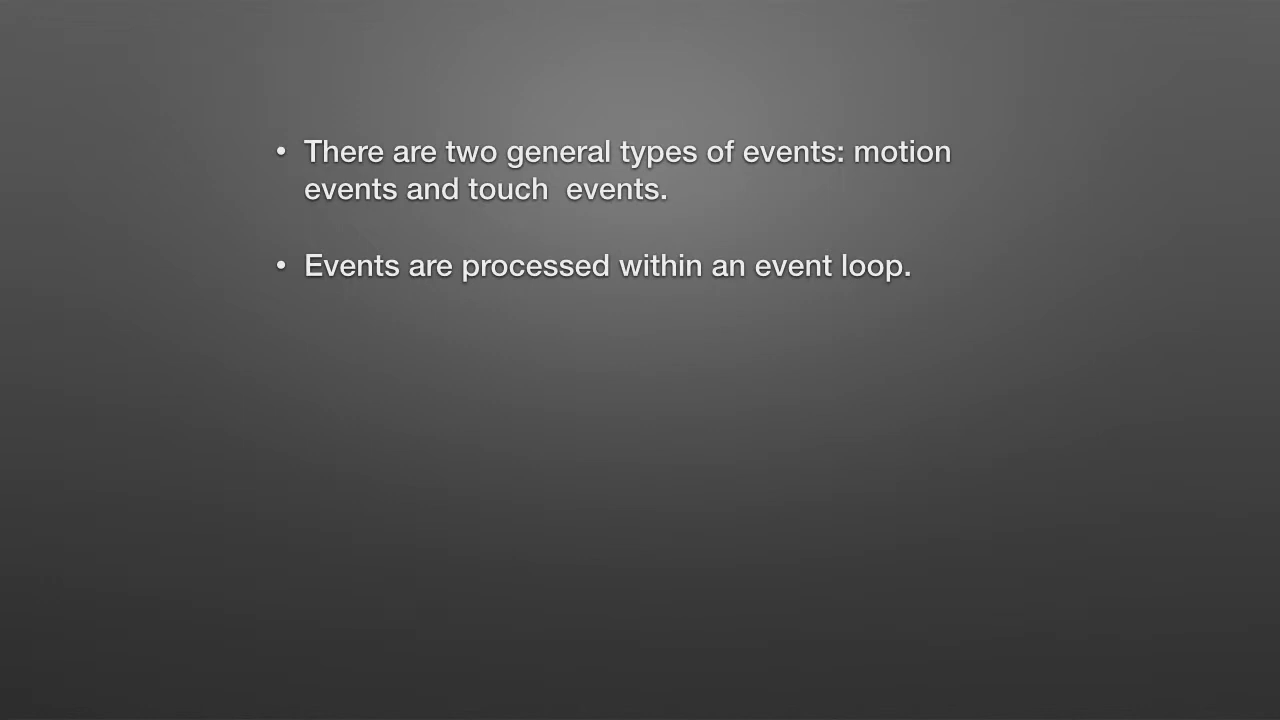 • There are two general types of events: motion
events and touch  events.
• Events are processed within an event loop.